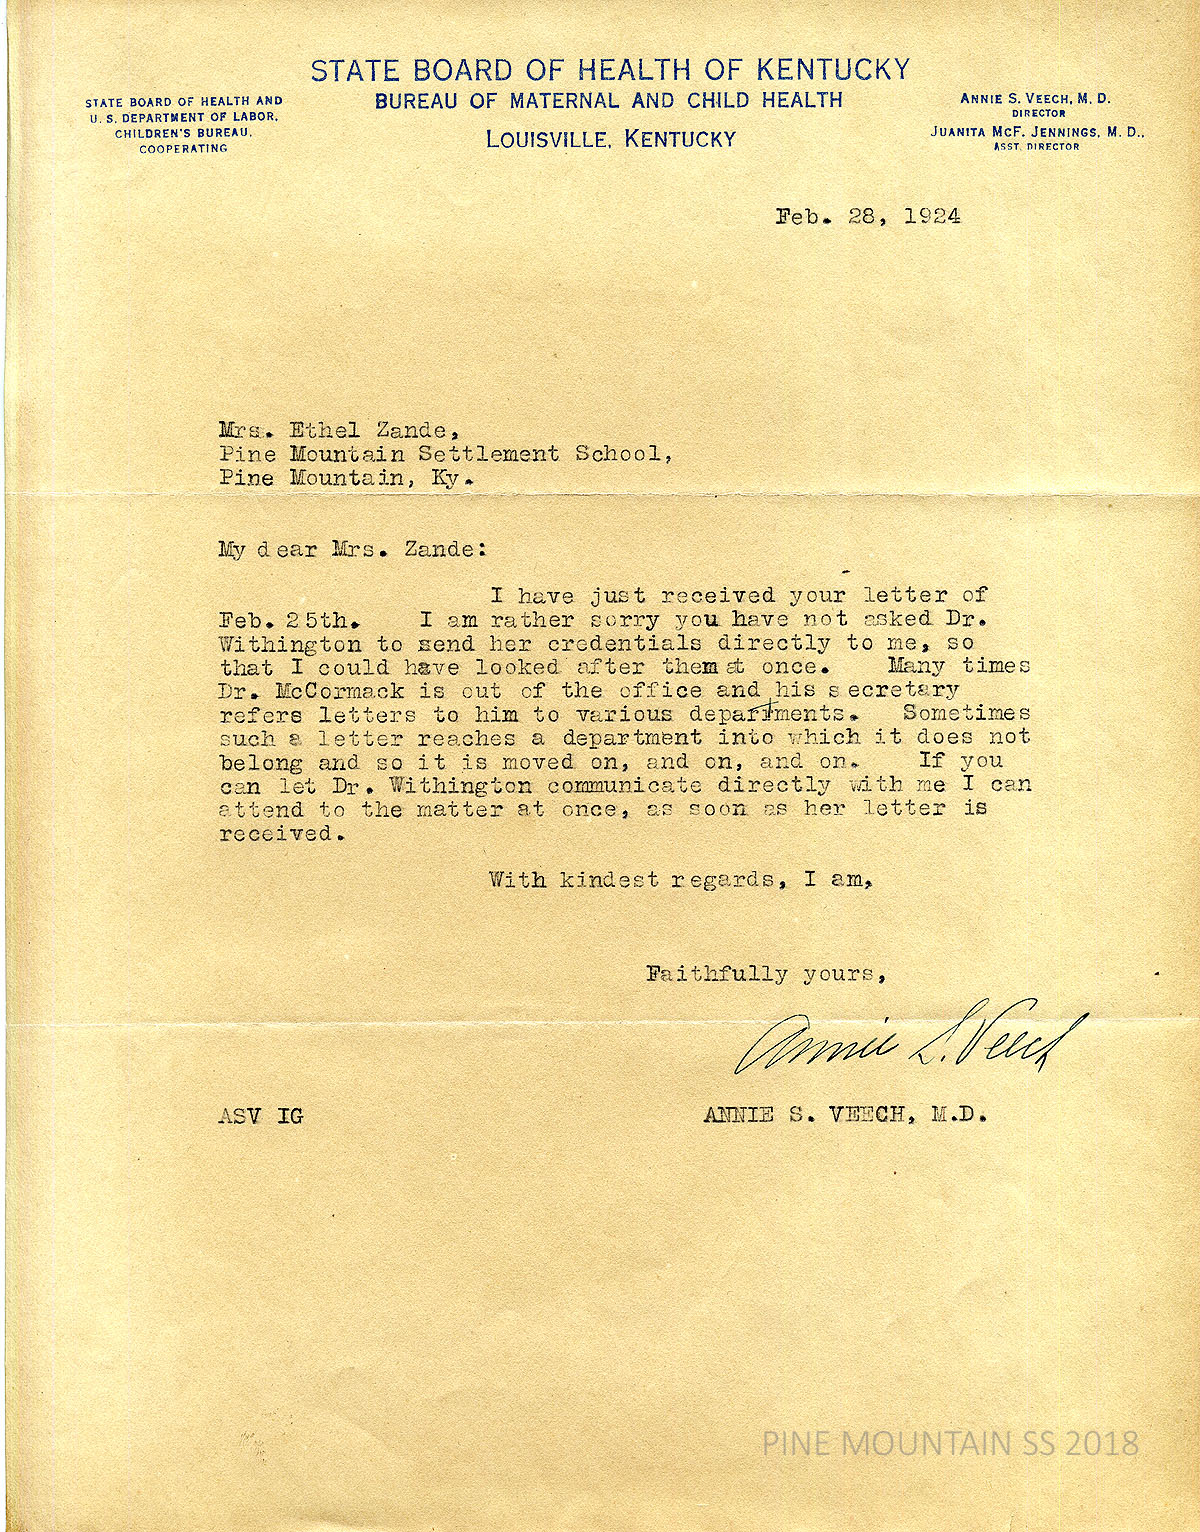 STATE BOARD OF HEALTH OF KENTUCKY
BUREAU OF MATERNAL AND CHILD HEALTH
LOUISVILLE, KENTUCKY
STATE BOARD OF HEALTH AND
U. S. DEPARTMENT OF LABOR,
CHILDREN'S BUREAU,
COOPERATING
ANNIE S. VEECH, M. D.
DIRECTOR
JUANITA MCF. JENNINGS, M. D.,
ASST. DIRECTOR
Feb. 28, 1924
Mrs. Ethel Zande,
Pine Mountain Settlement School,
Pine Mountain, Ky.
My dear Mrs. Zande:
I have just received your letter of
Feb. 25th. I am rather sorry you have not asked Dr.
Withington to send her credentials directly to me, so
that I could have looked after them at once. Many times
Dr. McCormack is out of the office and his secretary
refers letters to him to various departments. Sometimes
such a letter reaches a department into which it does not
belong and so it is moved on, and on, and on. If you
can let Dr. Withington communicate directly with me I can
attend to the matter at once, as soon as her letter is
received.
With kindest regards, I am,
Faithfully yours,
Annie S. Veech
ASV IG
ANNIE S. VEECH, M.D.
PINE MOUNTAIN SS 2018